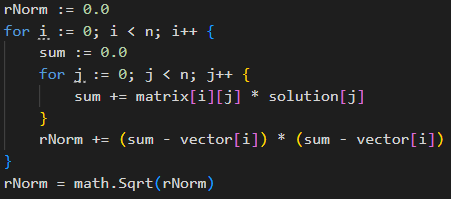 rNorm := 0.0
for i := 0; i < n; i++ {
    sum := 0.0
    for j := 0; j < n; j++ {
        sum += matrix[i][j] * solution[j]
    }
    rNorm += (sum - vector[i]) * (sum - vector[i])
}
rNorm = math.Sqrt(rNorm)